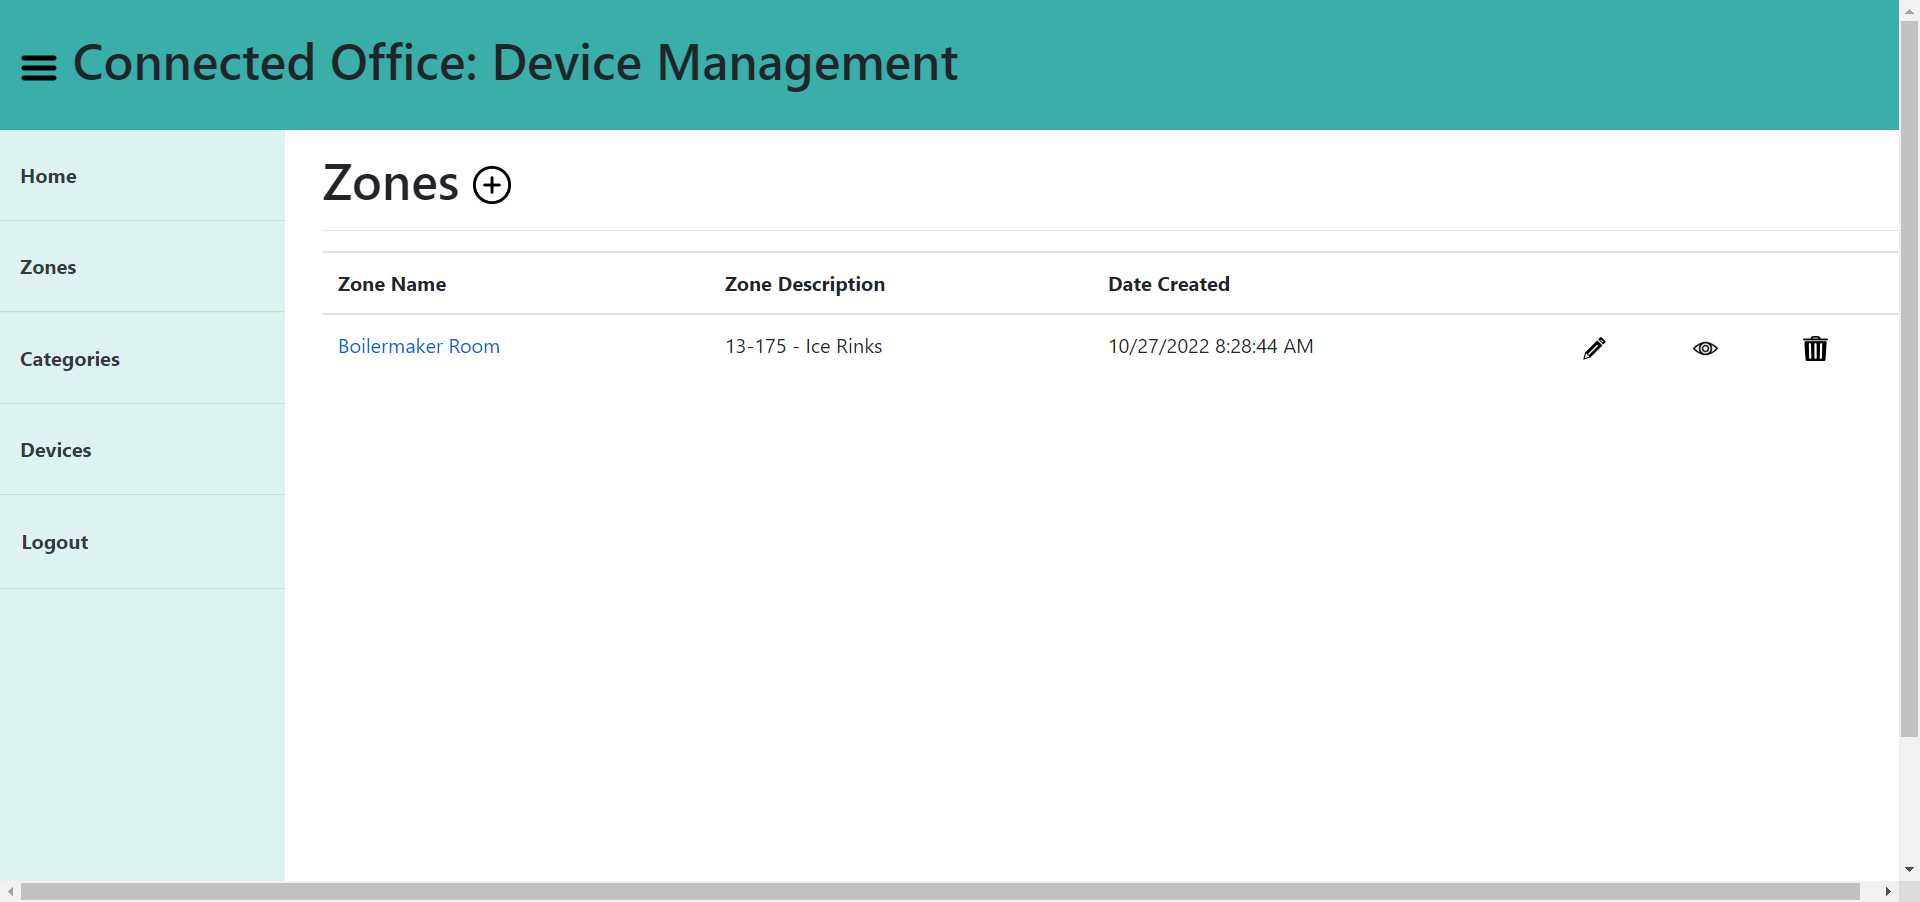 Connected Office: Device Management
Home
Zones
Categories
Devices
Logout
Zones
Zone Name Zone Description Date Created
Boilermaker Room 13-175 - Ice Rinks 10/27/2022 8:28:44 AM